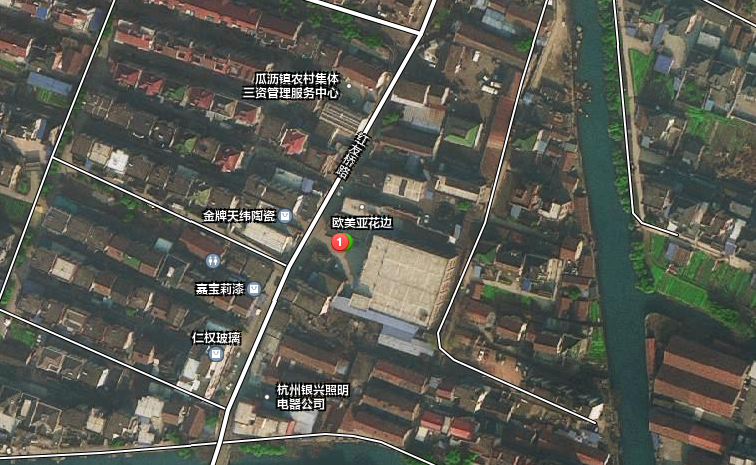 瓜沥镇农村集体
三资管理服务中心
红友桥路
金牌天纬陶瓷
欧美亚花边
1
嘉宝莉漆
仁权玻璃
杭州银兴照明
电器公司